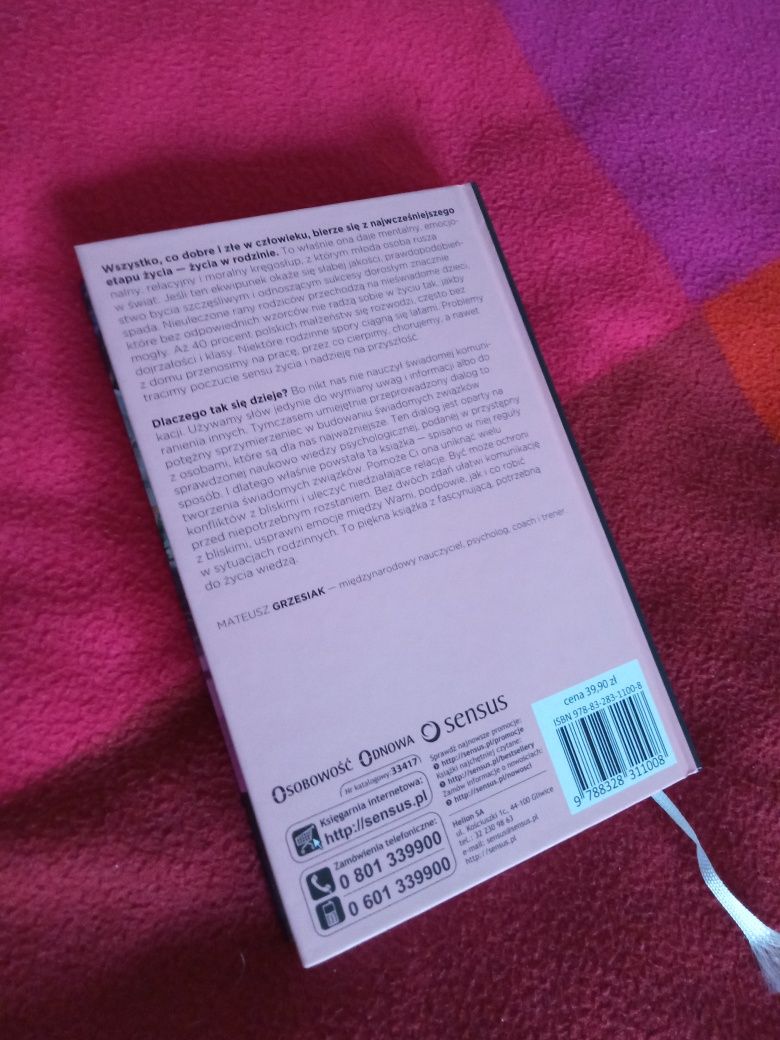 Wszystko, co dobre i złe w człowieku, bierze się z najwcześniejszego
etapu życia — życia w rodzinie. To właśnie ona daje mentalny, emocjo-
nalny, relacyjny i moralny kręgosłup, z którym młoda osoba rusza
w świat. Jeśli ten ekwipunek okaże się słabej jakości, prawdopodobień-
stwo bycia szczęśliwym i odnoszącym sukcesy dorosłym znacznie
spada. Nieuleczone rany rodziców przechodzą na nieświadome dzieci,
które bez odpowiednich wzorców nie radzą sobie w życiu tak, jakby
mogły. Aż 40 procent polskich małżeństw się rozwodzi, często bez
dojrzałości i klasy. Niektóre rodzinne spory ciągną się latami. Problemy
z domu przenosimy na pracę, przez co cierpimy, chorujemy, a nawet
tracimy poczucie sensu życia i nadzieję na przyszłość.
Dlaczego tak się dzieje? Bo nikt nas nie nauczył świadomej komuni-
kacji. Używamy słów jedynie do wymiany uwag i informacji albo do
ranienia innych. Tymczasem umiejętnie przeprowadzony dialog to
potężny sprzymierzeniec w budowaniu świadomych związków
z osobami, które są dla nas najważniejsze. Ten dialog jest oparty na
sprawdzonej naukowo wiedzy psychologicznej, podanej w przystępny
sposób. I dlatego właśnie powstała ta książka — spisano w niej reguły
tworzenia świadomych związków. Pomoże Ci ona uniknąć wielu
konfliktów z bliskimi i uleczyć niedziałające relacje. Być może ochroni
przed niepotrzebnym rozstaniem. Bez dwóch zdań ułatwi komunikację
z bliskimi, usprawni emocje między Wami, podpowie, jak i co robić
w sytuacjach rodzinnych. To piękna książka z fascynującą, potrzebną
do życia wiedzą.
MATEUSZ GRZESIAK — międzynarodowy nauczyciel, psycholog, coach i trener.
OSOBOWOŚĆ ODNOWA sensus
Nr katalogowy: 33417
Księgarnia internetowa:
http://sensus.pl
Zamówienia telefoniczne:
0 801 339900
0 601 339900
Sprawdź najnowsze promocje:
http://sensus.pl/promocje
Książki najchętniej czytane:
http://sensus.pl/bestsellery
Zamów informacje o nowościach:
http://sensus.pl/nowosci
Helion SA
ul. Kościuszki 1c, 44-100 Gliwice
tel.: 32 230 98 63
e-mail: sensus@sensus.pl
http://sensus.pl
cena 39,90 zł
ISBN 978-83-283-1100-8
9 788328 311008